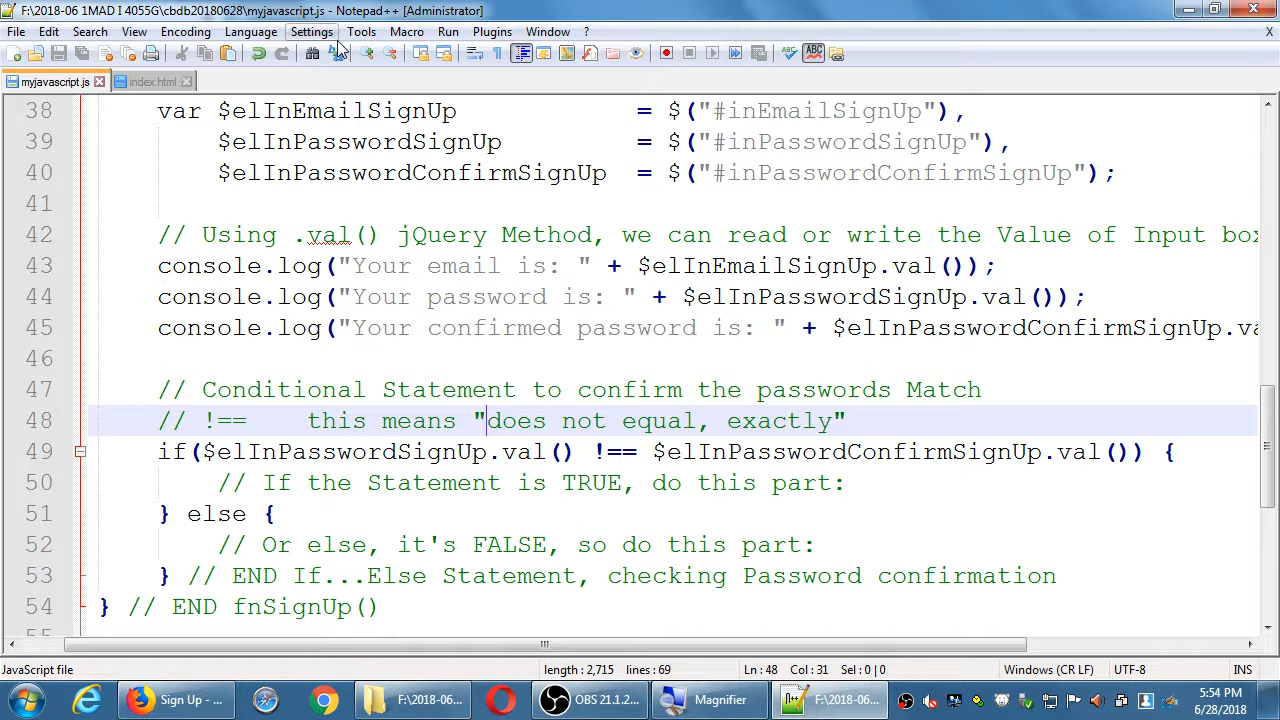 F:\2018-06 1MAD I 4055G\cbdb20180628\myjavascript.js - Notepad++ [Administrator]
File Edit Search View Encoding Language Settings Tools Macro Run Plugins Window ? X
myjavascript.js index.html
38 var $elInEmailSignUp = $("#inEmailSignUp"),
39 $elInPasswordSignUp = $("#inPasswordSignUp"),
40 $elInPasswordConfirmSignUp = $("#inPasswordConfirmSignUp");
41
42 // Using .val() jQuery Method, we can read or write the Value of Input box
43 console.log("Your email is: " + $elInEmailSignUp.val());
44 console.log("Your password is: " + $elInPasswordSignUp.val());
45 console.log("Your confirmed password is: " + $elInPasswordConfirmSignUp.va
46
47 // Conditional Statement to confirm the passwords Match
48 // !== this means "does not equal, exactly"
49 if($elInPasswordSignUp.val() !== $elInPasswordConfirmSignUp.val()) {
50 // If the Statement is TRUE, do this part:
51 } else {
52 // Or else, it's FALSE, so do this part:
53 } // END If...Else Statement, checking Password confirmation
54 } // END fnSignUp()
55
JavaScript file length : 2,715 lines : 69 Ln : 48 Col : 31 Sel : 0 | 0 Windows (CR LF) UTF-8 INS
Sign Up - ... F:\2018-06... OBS 21.1.2... Magnifier F:\2018-06... 5:54 PM
6/28/2018